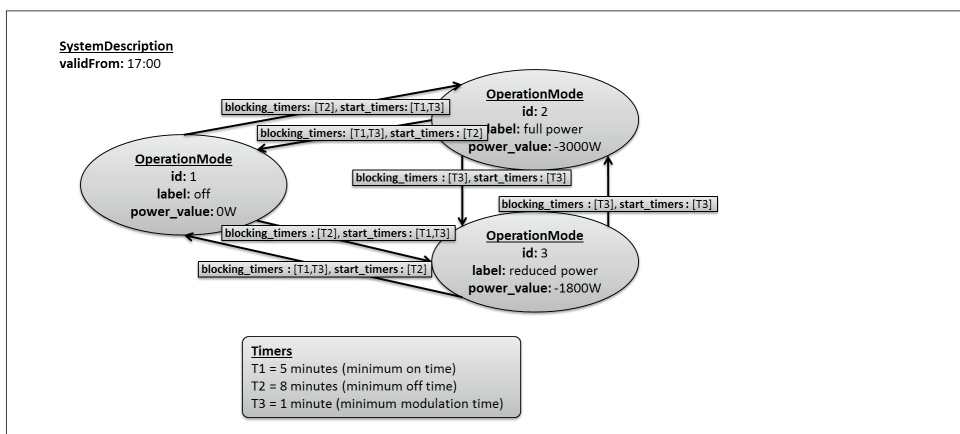 SystemDescription
validFrom: 17:00
OperationMode
id: 2
label: full power
power_value: -3000W
blocking_timers: [T2], start_timers: [T1,T3]
blocking_timers: [T1,T3], start_timers : [T2]
OperationMode
id: 1
label: off
power_value: 0W
blocking_timers : [T3], start_timers: [T3]
blocking_timers : [T3], start_timers : [T3]
blocking_timers : [T2], start_timers: [T1,T3]
blocking_timers : [T1,T3], start_timers : [T2]
OperationMode
id: 3
label: reduced power
power_value: -1800W
Timers
T1 = 5 minutes (minimum on time)
T2 = 8 minutes (minimum off time)
T3 = 1 minute (minimum modulation time)